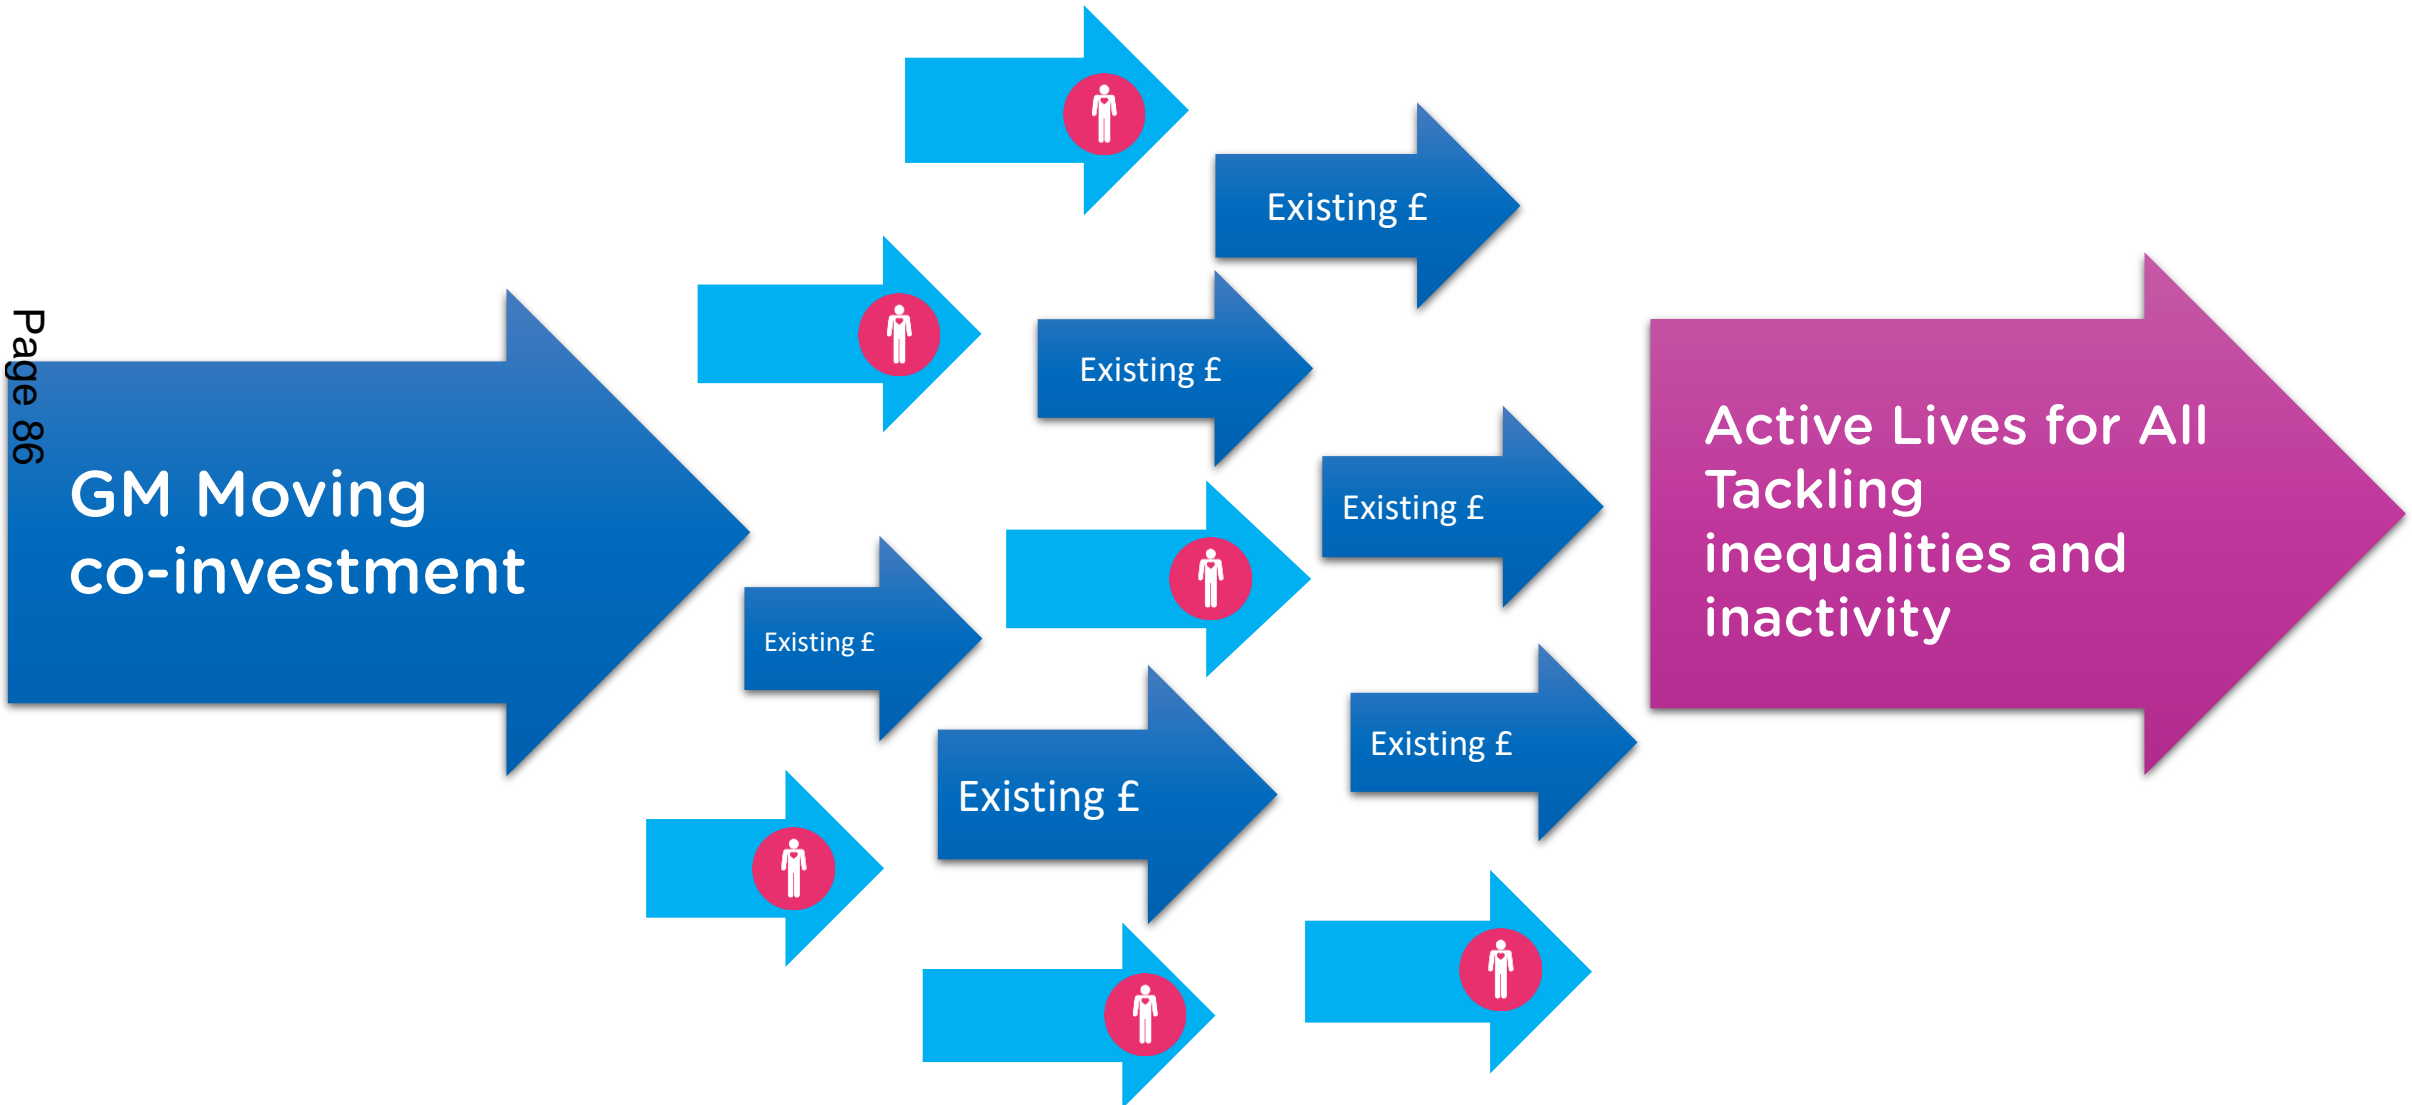 Page 86
GM Moving
co-investment
Existing £
Existing £
Existing £
Existing £
Existing £
Existing £
Active Lives for All
Tackling
inequalities and
inactivity